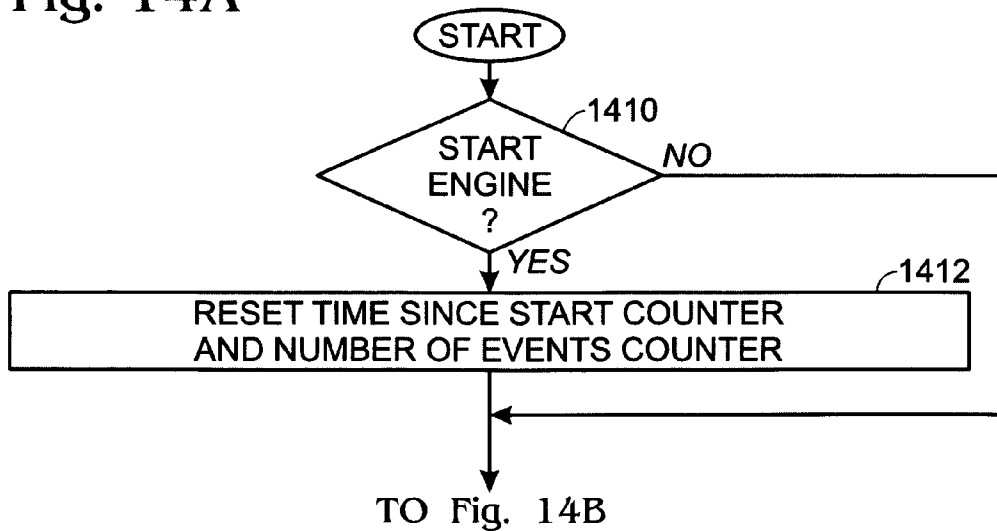 Fig. 14A
START
1410
START
ENGINE
?
NO
YES
1412
RESET TIME SINCE START COUNTER
AND NUMBER OF EVENTS COUNTER
TO Fig. 14B